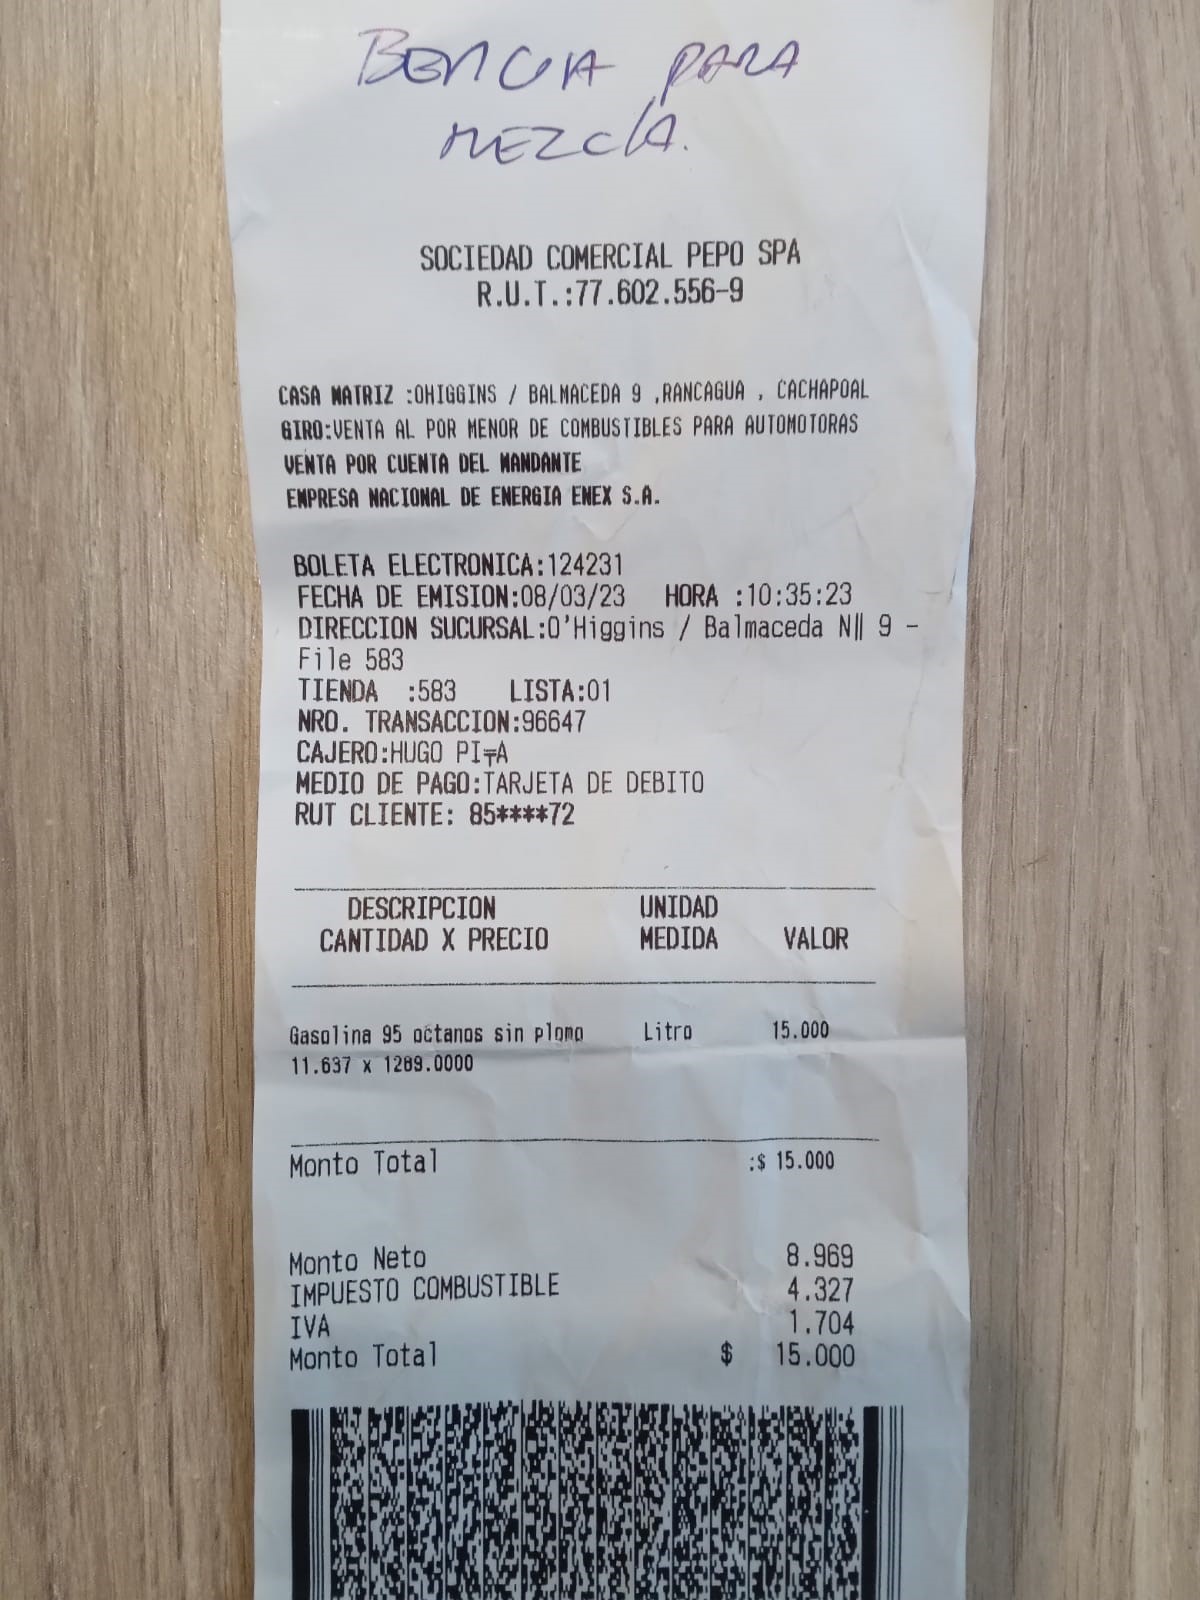 BENCINA PARA
MEZCLA.
SOCIEDAD COMERCIAL PEPO SPA
R.U.T.:77.602.556-9
CASA MATRIZ :OHIGGINS / BALMACEDA 9 ,RANCAGUA , CACHAPOAL
GIRO:VENTA AL POR MENOR DE COMBUSTIBLES PARA AUTOMOTORAS
VENTA POR CUENTA DEL MANDANTE
EMPRESA NACIONAL DE ENERGIA ENEX S.A.
BOLETA ELECTRONICA:124231
FECHA DE EMISION:08/03/23 HORA :10:35:23
DIRECCION SUCURSAL:O'Higgins / Balmaceda N‖ 9 -
File 583
TIENDA :583 LISTA:01
NRO. TRANSACCION:96647
CAJERO:HUGO PI╤A
MEDIO DE PAGO:TARJETA DE DEBITO
RUT CLIENTE: 85****72
DESCRIPCION UNIDAD
CANTIDAD X PRECIO MEDIDA VALOR
Gasolina 95 octanos sin plomo Litro 15.000
11.637 x 1289.0000
Monto Total :$ 15.000
Monto Neto 8.969
IMPUESTO COMBUSTIBLE 4.327
IVA 1.704
Monto Total $ 15.000